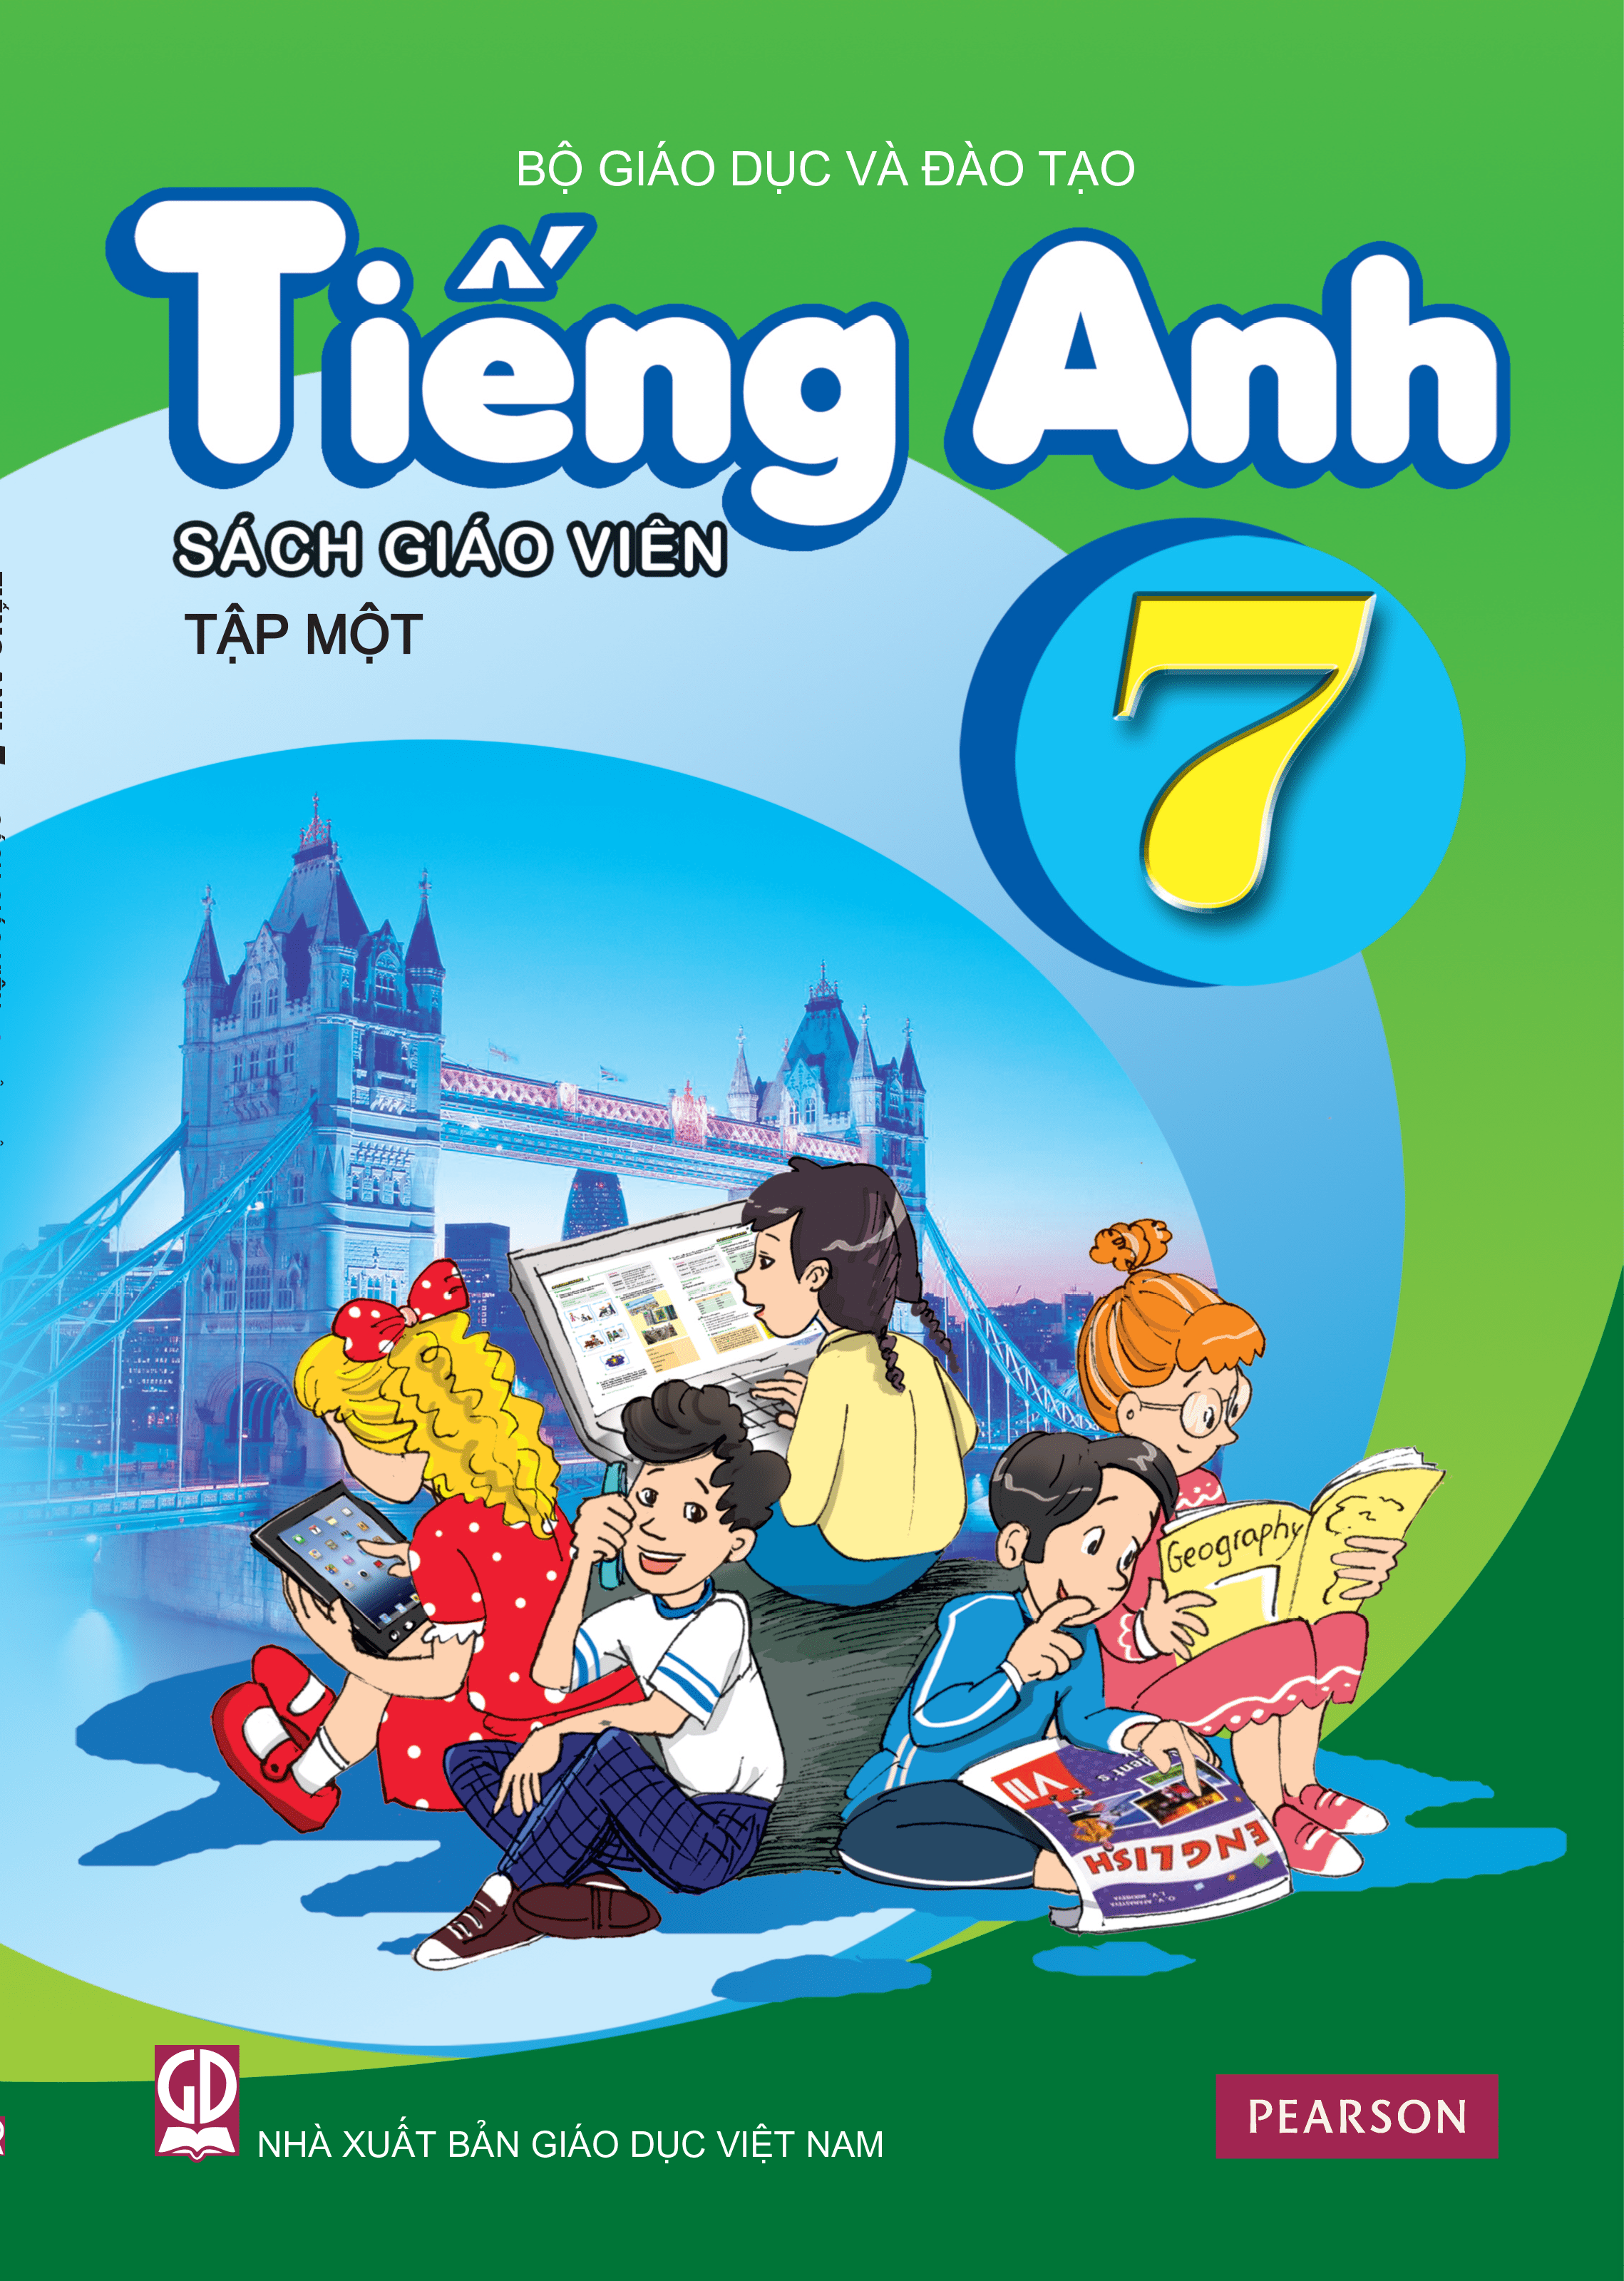 BỘ GIÁO DỤC VÀ ĐÀO TẠO
Tiếng Anh
SÁCH GIÁO VIÊN
TẬP MỘT
7
Geography
7
VII
ENGLISH
GD
NHÀ XUẤT BẢN GIÁO DỤC VIỆT NAM
PEARSON